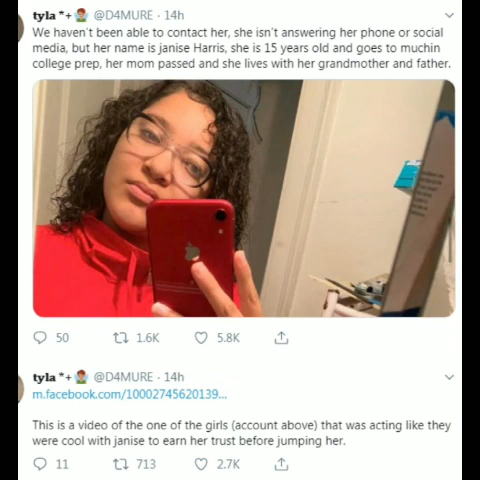 tyla *+ @D4MURE · 14h
We haven't been able to contact her, she isn't answering her phone or social
media, but her name is janise Harris, she is 15 years old and goes to muchin
college prep, her mom passed and she lives with her grandmother and father.
50 1.6K 5.8K
tyla *+ @D4MURE · 14h
m.facebook.com/10002745620139...
This is a video of the one of the girls (account above) that was acting like they
were cool with janise to earn her trust before jumping her.
11 713 2.7K